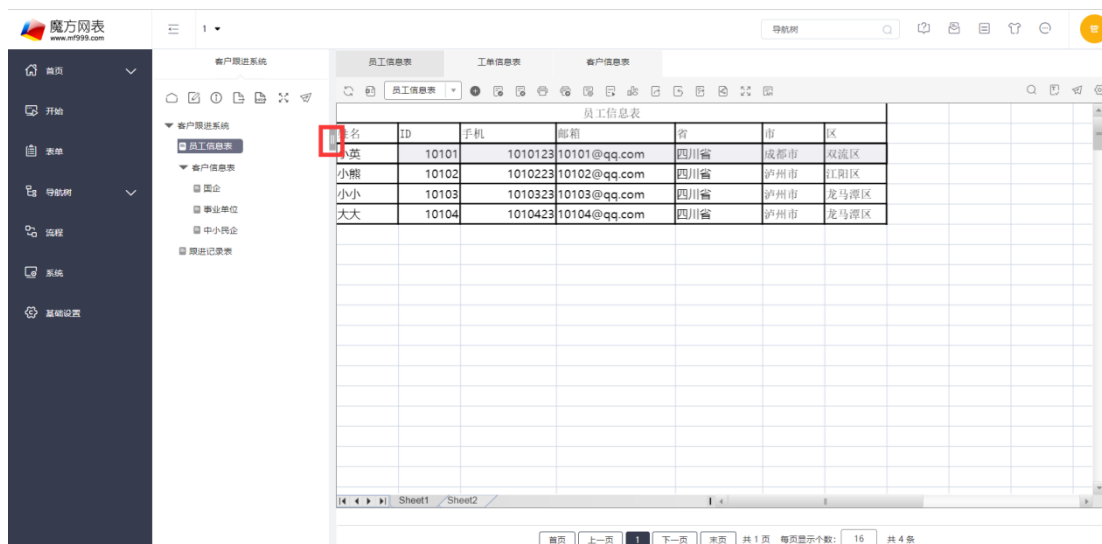 魔方网表
www.mf999.com
1
导航树
管
首页
开始
表单
导航树
流程
系统
基础设置
客户跟进系统
客户跟进系统
员工信息表
客户信息表
国企
事业单位
中小民企
跟进记录表
员工信息表 工单信息表 客户信息表
员工信息表
员工信息表
姓名 ID 手机 邮箱 省 市 区
小英 10101 1010123 10101@qq.com 四川省 成都市 双流区
小熊 10102 1010223 10102@qq.com 四川省 泸州市 江阳区
小小 10103 1010323 10103@qq.com 四川省 泸州市 龙马潭区
大大 10104 1010423 10104@qq.com 四川省 泸州市 龙马潭区
Sheet1 Sheet2
首页 上一页 1 下一页 末页 共1页 每页显示个数: 16 共4条